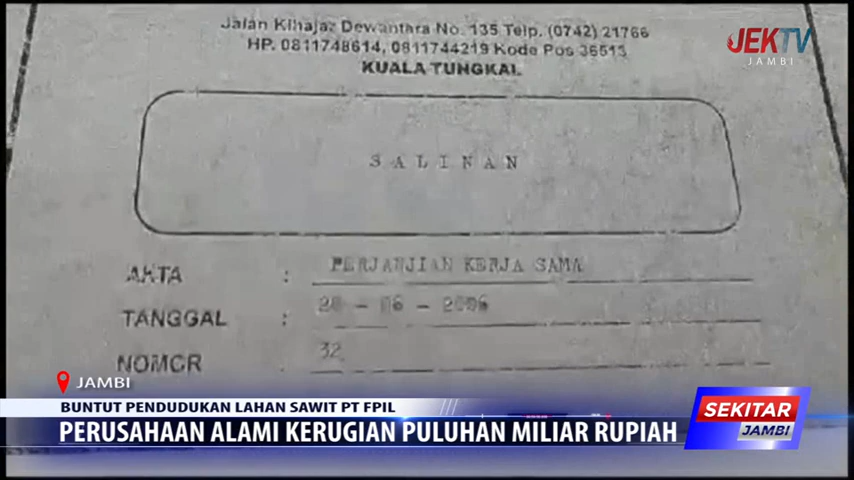 Jalan Kihajar Dewantara No. 135 Telp. (0742) 21766
HP. 0811748614, 0811744219 Kode Pos 36513
KUALA TUNGKAL
JEKTV
JAMBI
SALINAN
AKTA : PERJANJIAN KERJA SAMA
TANGGAL : 20 - 06 - 2006
NOMOR 32
JAMBI
BUNTUT PENDUDUKAN LAHAN SAWIT PT FPIL
PERUSAHAAN ALAMI KERUGIAN PULUHAN MILIAR RUPIAH
SEKITAR
JAMBI